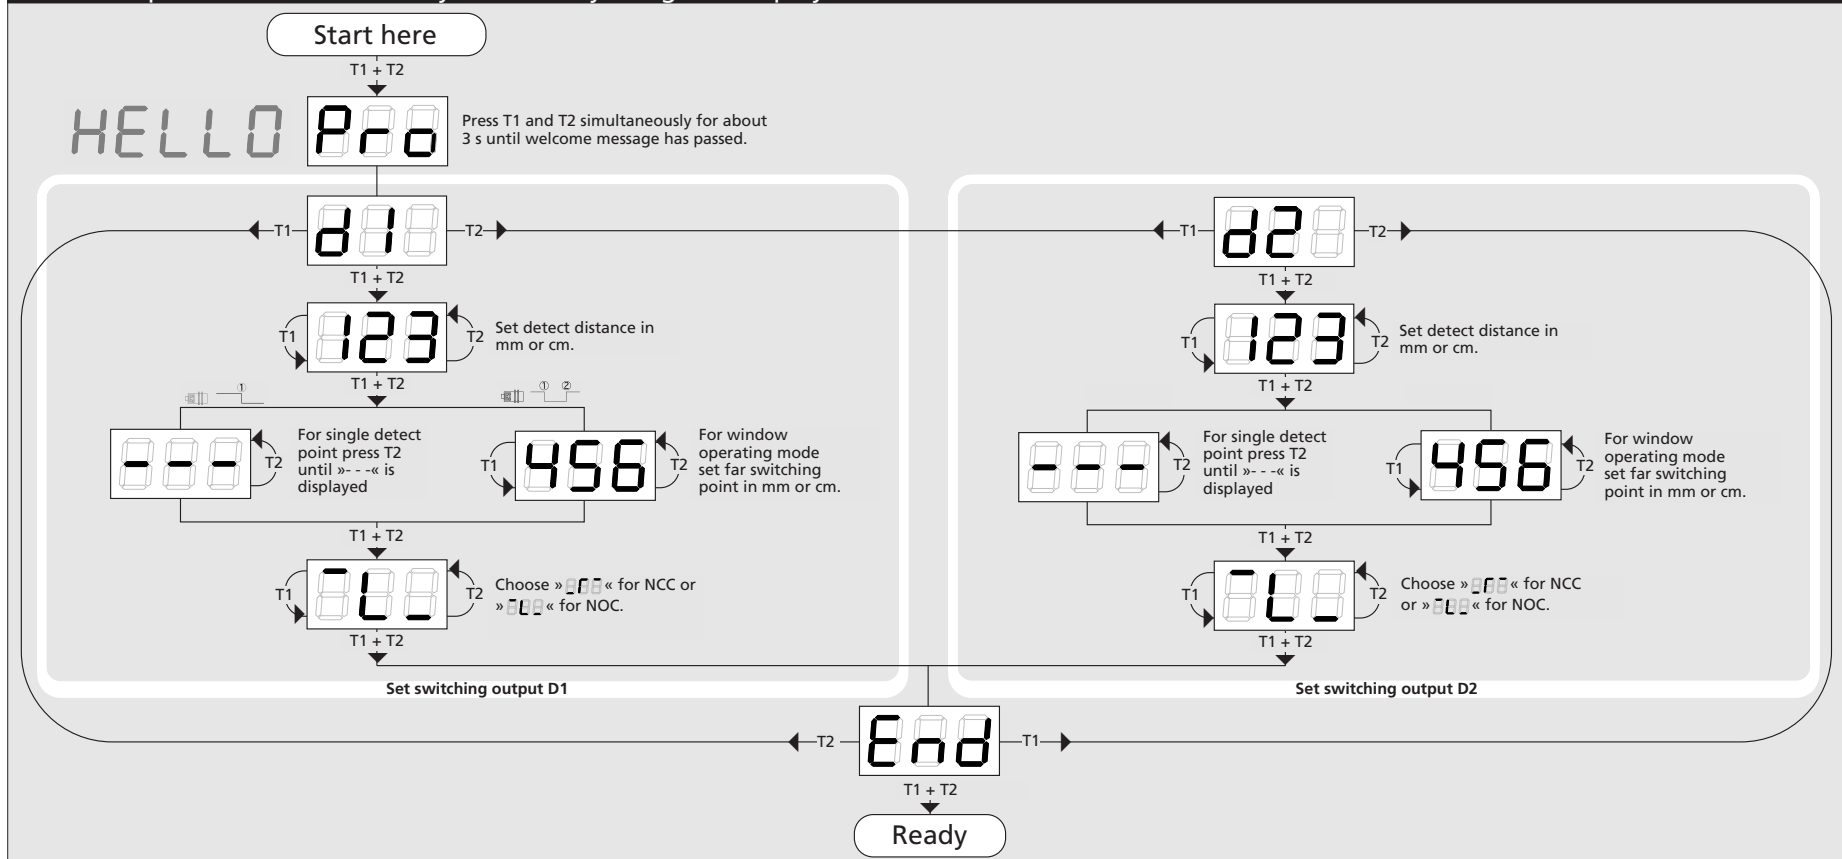 Start here
T1 + T2
HELLO
Pro
Press T1 and T2 simultaneously for about
3 s until welcome message has passed.
T1
d1
T2
T1 + T2
T1
123
T2
Set detect distance in
mm or cm.
T1 + T2
①
① ②
- - -
T2
For single detect
point press T2
until »- - -« is
displayed
T1
456
T2
For window
operating mode
set far switching
point in mm or cm.
T1 + T2
T1
T2
Choose » « for NCC or
» « for NOC.
T1 + T2
Set switching output D1
T1
d2
T2
T1 + T2
T1
123
T2
Set detect distance in
mm or cm.
T1 + T2
- - -
T2
For single detect
point press T2
until »- - -« is
displayed
T1
456
T2
For window
operating mode
set far switching
point in mm or cm.
T1 + T2
T1
T2
Choose » « for NCC
or » « for NOC.
T1 + T2
Set switching output D2
T2
End
T1
T1 + T2
Ready